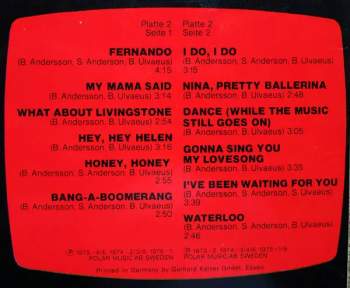 Platte 2
Seite 1
FERNANDO
(B. Andersson, S. Anderson, B. Ulvaeus)
4:15
MY MAMA SAID
(B. Andersson, B. Ulvaeus) 3:14
WHAT ABOUT LIVINGSTONE
(B. Andersson, B. Ulvaeus) 2:54
HEY, HEY HELEN
(B. Andersson, B. Ulvaeus) 3:16
HONEY, HONEY
(B. Andersson, S. Anderson, B. Ulvaeus)
2:55
BANG-A-BOOMERANG
(B. Andersson, S. Anderson, B. Ulvaeus)
2:50
Platte 2
Seite 2
I DO, I DO
(B. Andersson, S. Anderson, B. Ulvaeus)
3:15
NINA, PRETTY BALLERINA
(B. Andersson, B. Ulvaeus) 2:48
DANCE (WHILE THE MUSIC
STILL GOES ON)
(B. Andersson, B. Ulvaeus) 3:05
GONNA SING YOU
MY LOVESONG
(B. Andersson, B. Ulvaeus) 3:35
I'VE BEEN WAITING FOR YOU
(B. Andersson, S. Anderson, B. Ulvaeus)
3:39
WATERLOO
(B. Andersson, S. Anderson, B. Ulvaeus)
2:46
POLAR MUSIC AB SWEDEN
POLAR MUSIC AB SWEDEN
Printed in Germany by Gerhard Kaiser GmbH, Essen